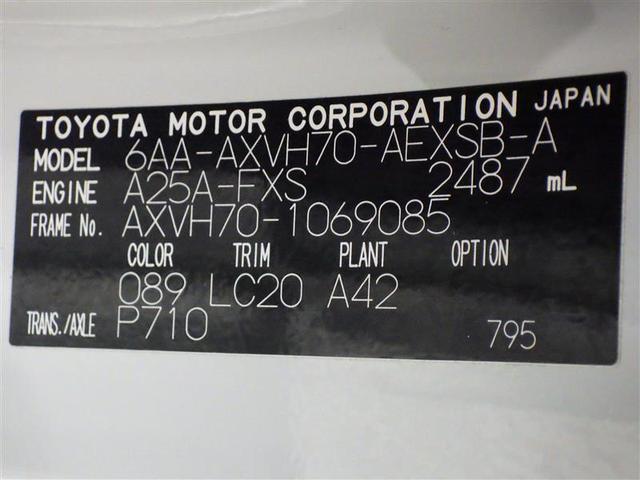 TOYOTA MOTOR CORPORATION JAPAN
MODEL 6AA-AXVH70-AEXSB-A
ENGINE A25A-FXS 2487 mL
FRAME No. AXVH70-1069085
COLOR TRIM PLANT OPTION
089 LC20 A42
TRANS./AXLE P710 795